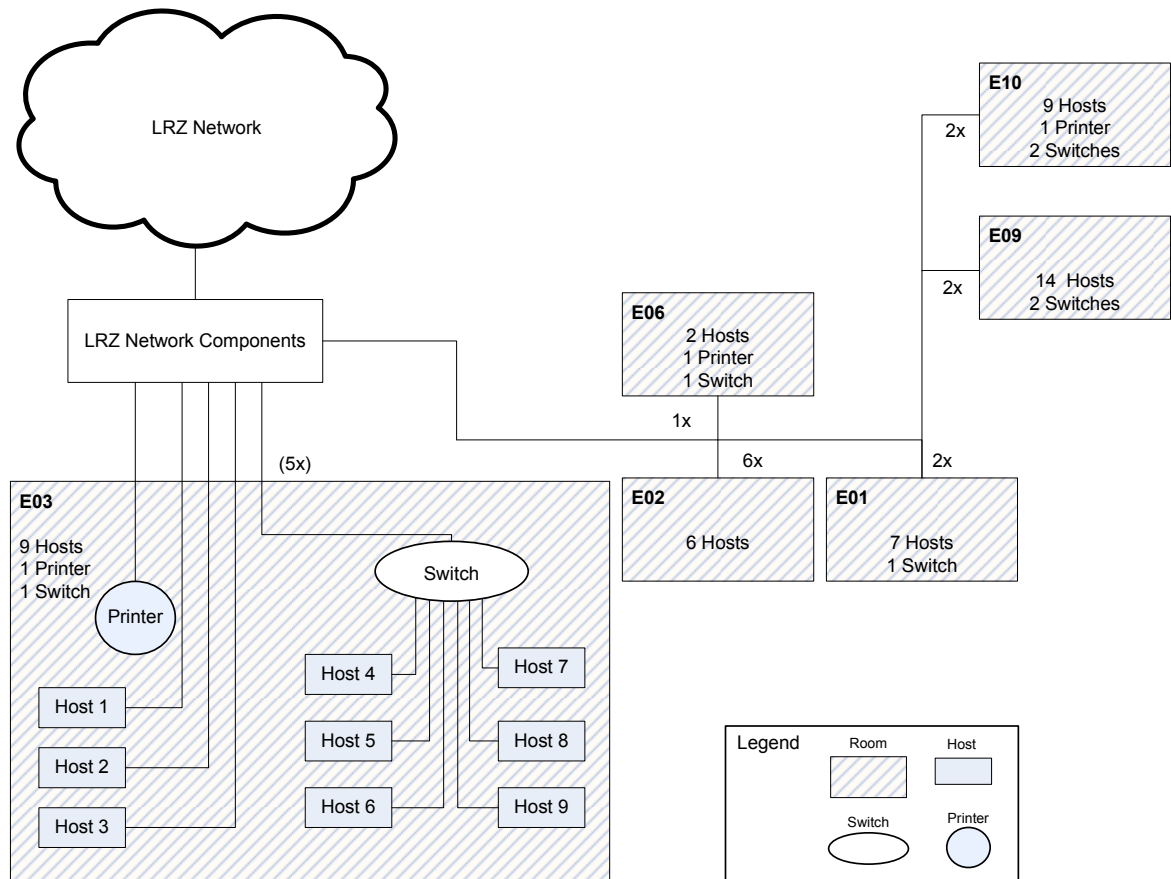 LRZ Network
LRZ Network Components
E10
9 Hosts
1 Printer
2 Switches
2x
E09
14 Hosts
2 Switches
2x
E06
2 Hosts
1 Printer
1 Switch
1x
6x
2x
E02
6 Hosts
E01
7 Hosts
1 Switch
(5x)
E03
9 Hosts
1 Printer
1 Switch
Printer
Switch
Host 1
Host 2
Host 3
Host 4
Host 5
Host 6
Host 7
Host 8
Host 9
Legend
Room
Host
Switch
Printer